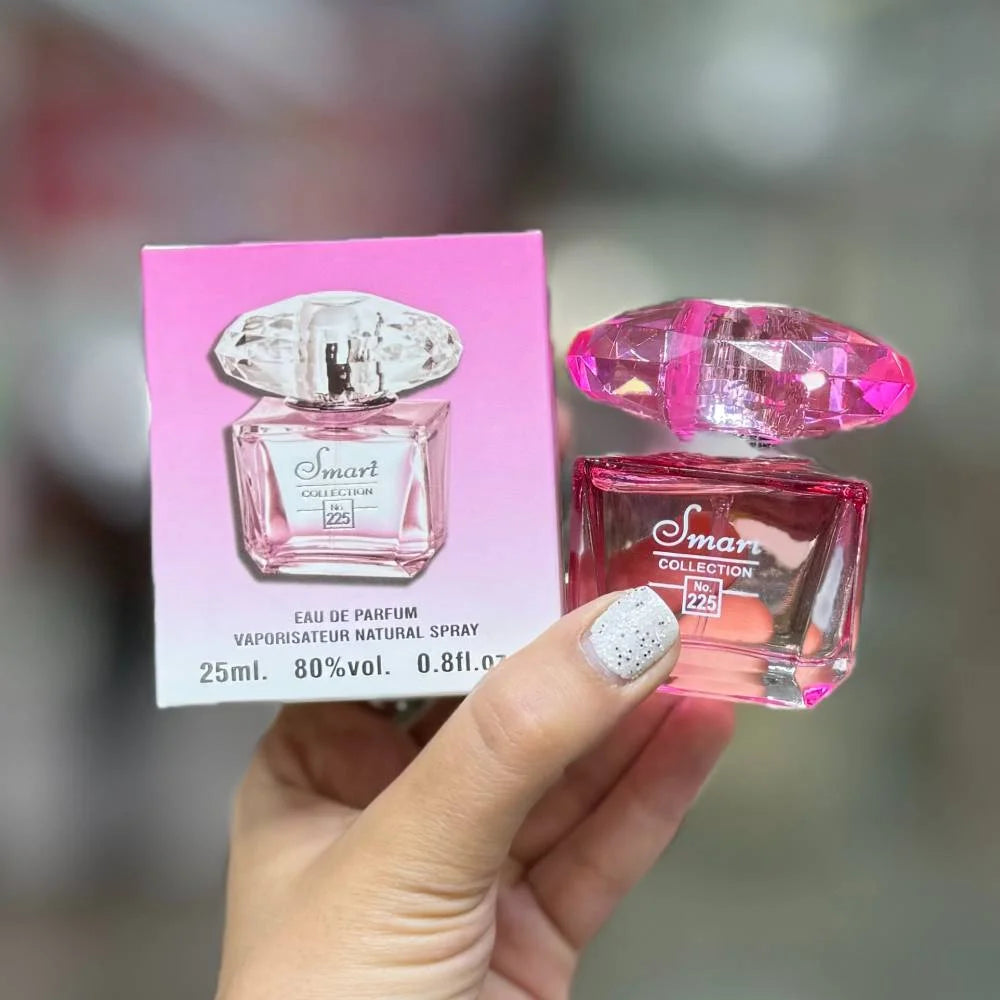 Smart
COLLECTION
No.
225
EAU DE PARFUM
VAPORISATEUR NATURAL SPRAY
25ml. 80%vol. 0.8fl.oz
Smart
COLLECTION
No.
225